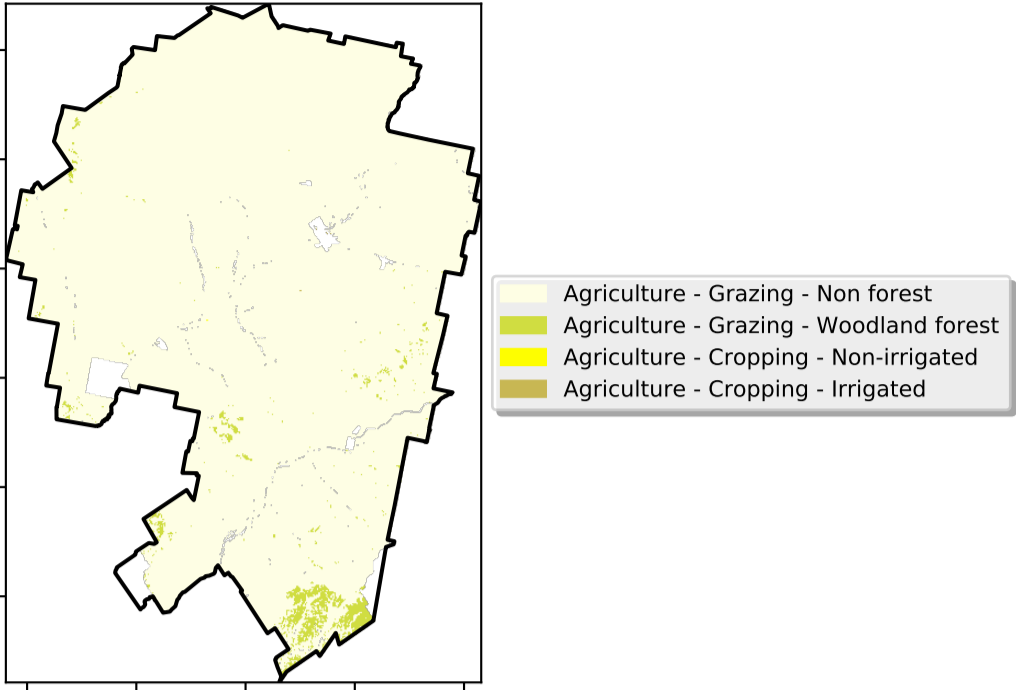 Agriculture - Grazing - Non forest
Agriculture - Grazing - Woodland forest
Agriculture - Cropping - Non-irrigated
Agriculture - Cropping - Irrigated